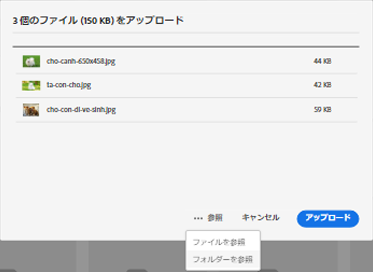 3 個のファイル (150 KB) をアップロード
cho-canh-650x458.jpg 44 KB
ta-con-cho.jpg 42 KB
cho-con-di-ve-sinh.jpg 59 KB
••• 参照 キャンセル アップロード
ファイルを参照
フォルダーを参照